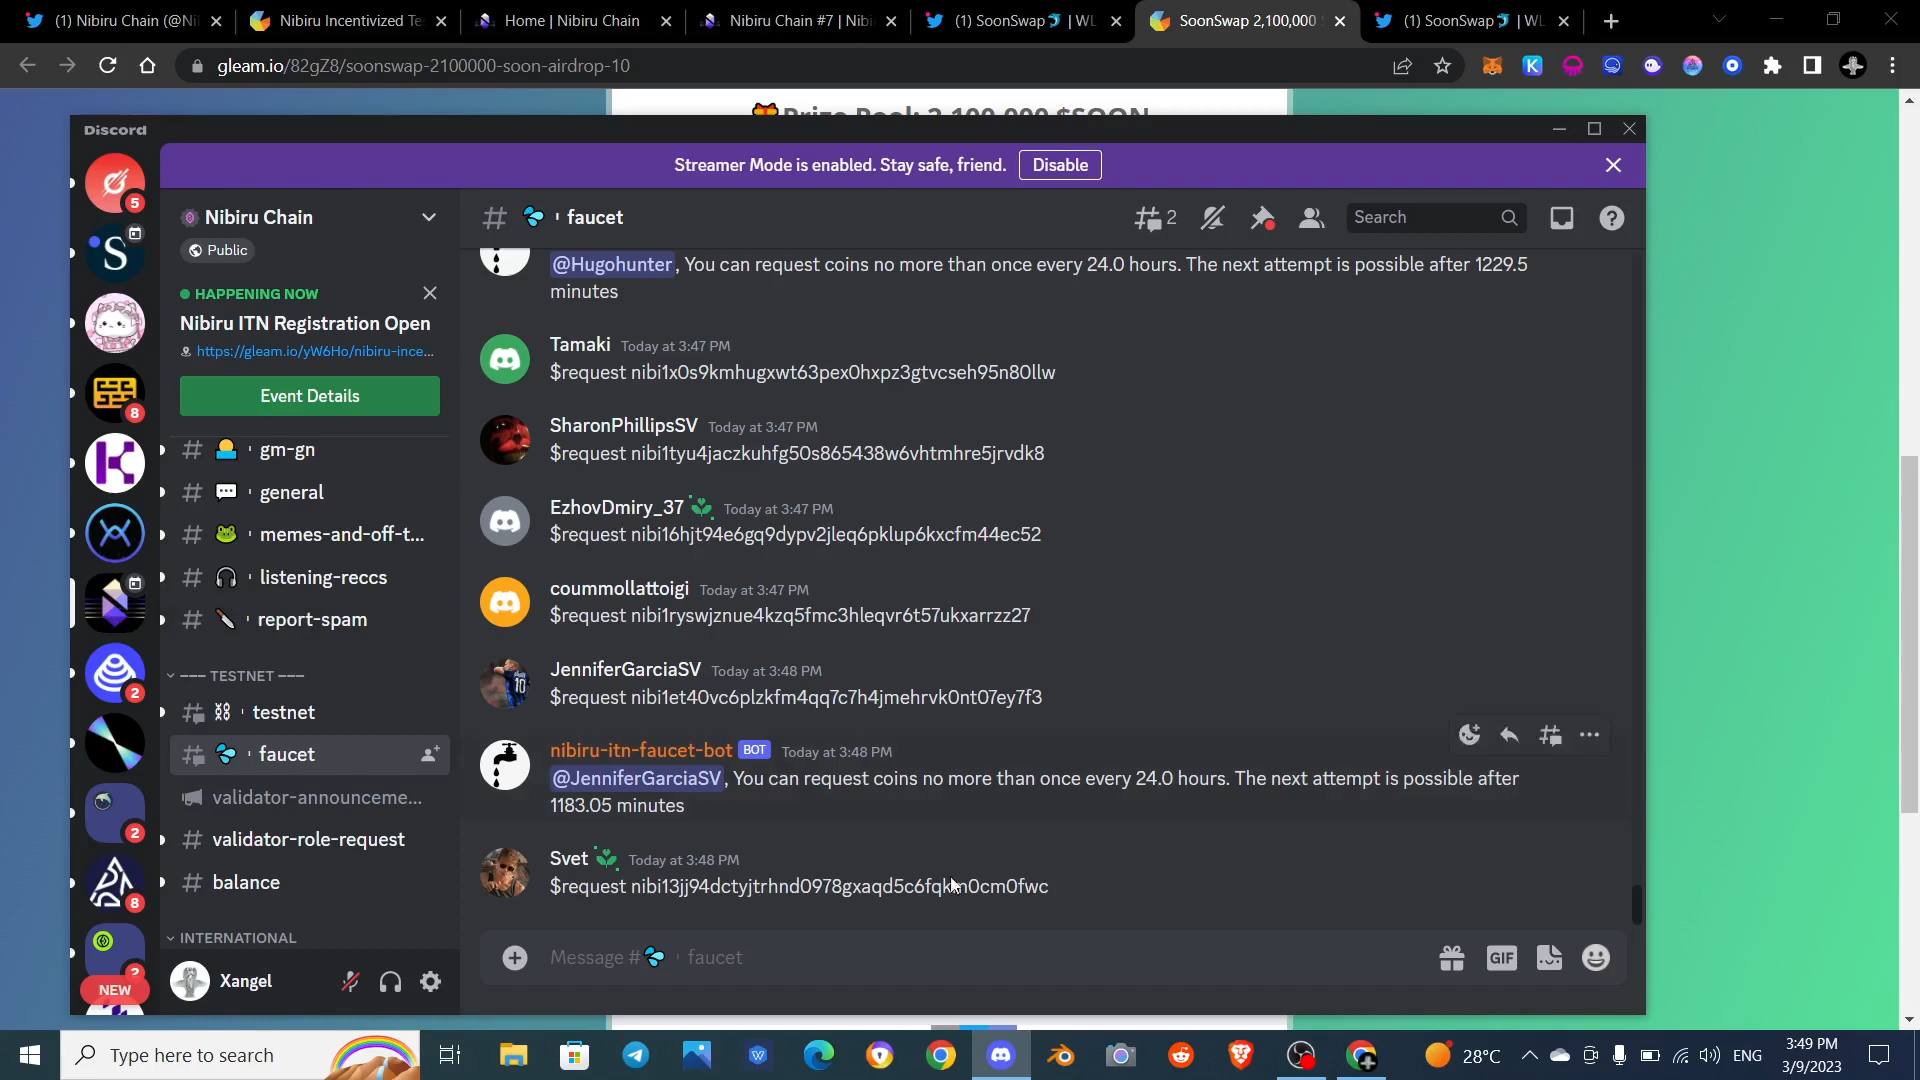 (1) Nibiru Chain (@Ni
Nibiru Incentivized Te
Home | Nibiru Chain
Nibiru Chain #7 | Nibi
(1) SoonSwap | WL
SoonSwap 2,100,000
(1) SoonSwap | WL
gleam.io/82gZ8/soonswap-2100000-soon-airdrop-10
Prize Pool: 2,100,000 $SOON
Discord
Streamer Mode is enabled. Stay safe, friend.
Disable
Nibiru Chain
Public
HAPPENING NOW
Nibiru ITN Registration Open
https://gleam.io/yW6Ho/nibiru-ince...
Event Details
gm-gn
general
memes-and-off-t...
listening-reccs
report-spam
--- TESTNET ---
testnet
faucet
validator-announceme...
validator-role-request
balance
INTERNATIONAL
Xangel
5
8
2
2
8
2
NEW
# faucet
2
Search
@Hugohunter, You can request coins no more than once every 24.0 hours. The next attempt is possible after 1229.5
minutes
Tamaki Today at 3:47 PM
$request nibi1x0s9kmhugxwt63pex0hxpz3gtvcseh95n80llw
SharonPhillipsSV Today at 3:47 PM
$request nibi1tyu4jaczkuhfg50s865438w6vhtmhre5jrvdk8
EzhovDmiry_37 Today at 3:47 PM
$request nibi16hjt94e6gq9dypv2jleq6pklup6kxcfm44ec52
coummollattoigi Today at 3:47 PM
$request nibi1ryswjznue4kzq5fmc3hleqvr6t57ukxarrzz27
JenniferGarciaSV Today at 3:48 PM
$request nibi1et40vc6plzkfm4qq7c7h4jmehrvk0nt07ey7f3
nibiru-itn-faucet-bot BOT Today at 3:48 PM
@JenniferGarciaSV, You can request coins no more than once every 24.0 hours. The next attempt is possible after
1183.05 minutes
Svet Today at 3:48 PM
$request
Message # faucet
GIF
Type here to search
28°C
ENG
3:49 PM
3/9/2023